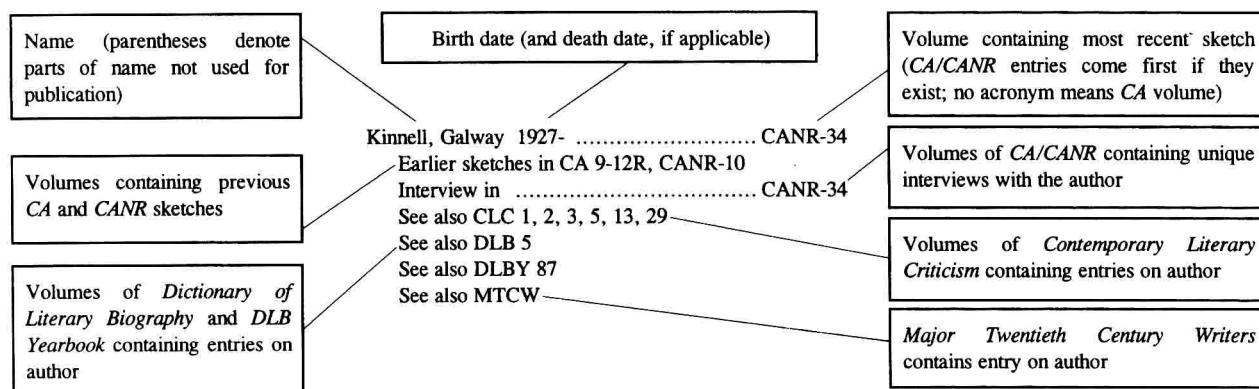 Name (parentheses denote
parts of name not used for
publication)
Birth date (and death date, if applicable)
Volume containing most recent sketch
(CA/CANR entries come first if they
exist; no acronym means CA volume)
Kinnell, Galway 1927- ............................ CANR-34
Earlier sketches in CA 9-12R, CANR-10
Interview in ..................................... CANR-34
See also CLC 1, 2, 3, 5, 13, 29
See also DLB 5
See also DLBY 87
See also MTCW
Volumes containing previous
CA and CANR sketches
Volumes of Dictionary of
Literary Biography and DLB
Yearbook containing entries on
author
Volumes of CA/CANR containing unique
interviews with the author
Volumes of Contemporary Literary
Criticism containing entries on author
Major Twentieth Century Writers
contains entry on author